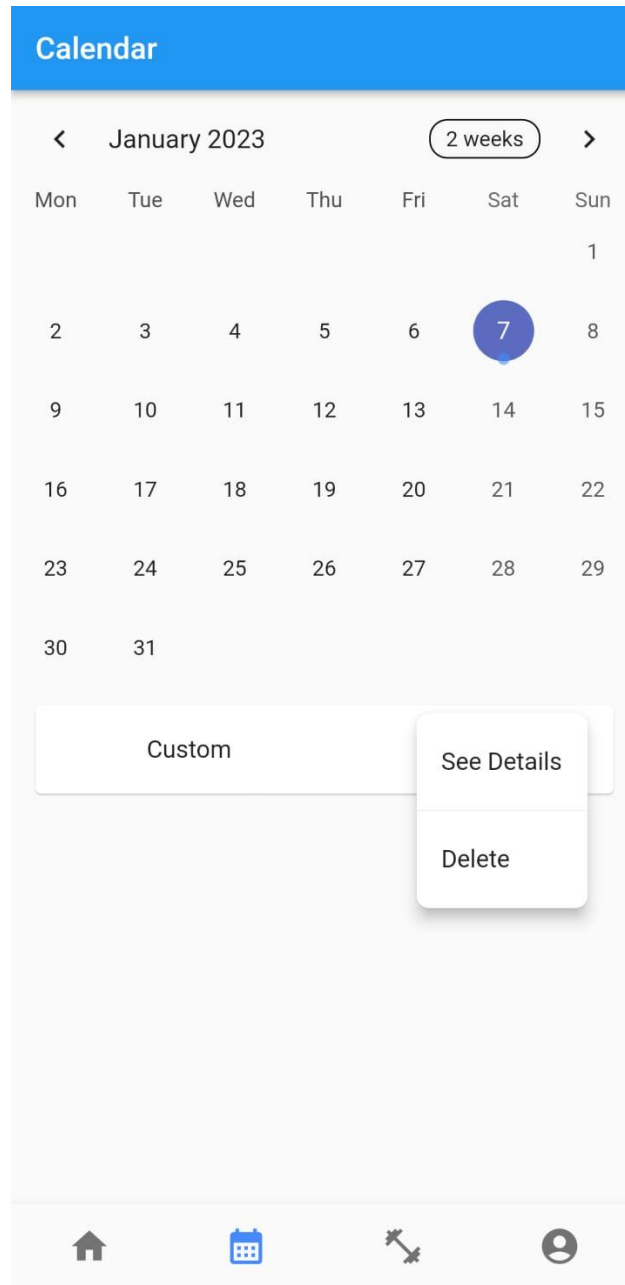 Calendar
January 2023 2 weeks
Mon Tue Wed Thu Fri Sat Sun
1
2 3 4 5 6 7 8
9 10 11 12 13 14 15
16 17 18 19 20 21 22
23 24 25 26 27 28 29
30 31
Custom
See Details
Delete